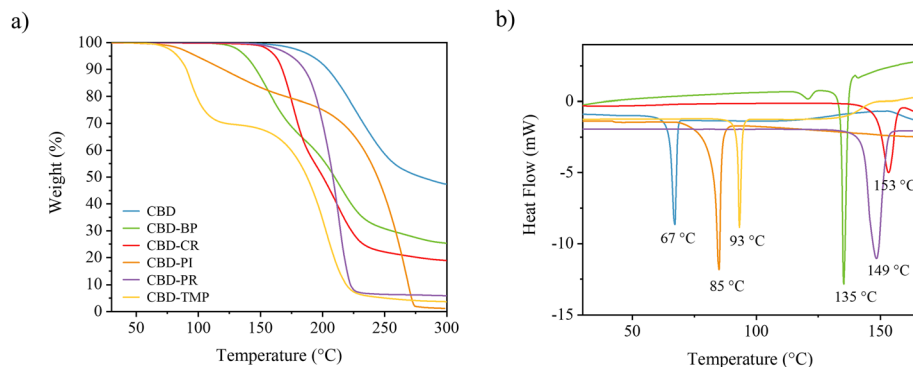 a)
100
90
80
70
60
50
40
30
20
10
0
Weight (%)
CBD
CBD-BP
CBD-CR
CBD-PI
CBD-PR
CBD-TMP
50
100
150
200
250
300
Temperature (°C)
b)
0
-5
-10
-15
Heat Flow (mW)
67 °C
85 °C
93 °C
135 °C
149 °C
153 °C
50
100
150
Temperature (°C)